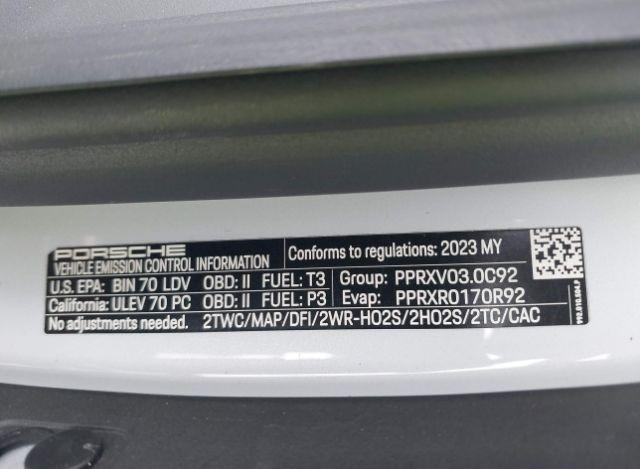 PORSCHE
VEHICLE EMISSION CONTROL INFORMATION
Conforms to regulations: 2023 MY
U.S. EPA: BIN 70 LDV OBD: II FUEL: T3 Group: PPRXV03.0C92
California: ULEV 70 PC OBD: II FUEL: P3 Evap: PPRXR0170R92
No adjustments needed. 2TWC/MAP/DFI/2WR-HO2S/2HO2S/2TC/CAC